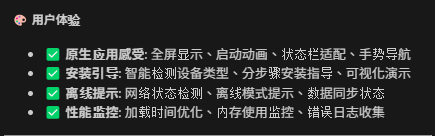 🎨 用户体验
• ✅ 原生应用感受: 全屏显示、启动动画、状态栏适配、手势导航
• ✅ 安装引导: 智能检测设备类型、分步骤安装指导、可视化演示
• ✅ 离线提示: 网络状态检测、离线模式提示、数据同步状态
• ✅ 性能监控: 加载时间优化、内存使用监控、错误日志收集